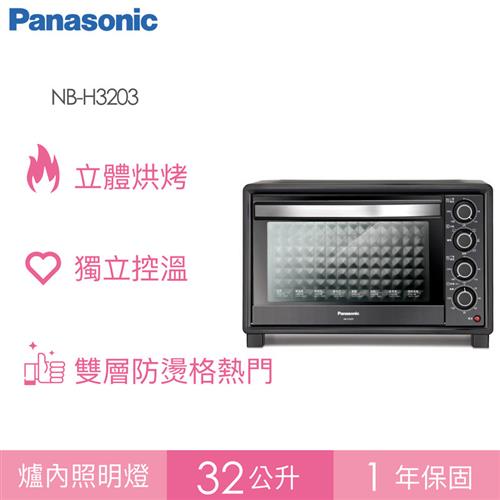 Panasonic
NB-H3203
立體烘烤
獨立控溫
雙層防燙格熱門
Panasonic
爐內照明燈
32公升
1年保固